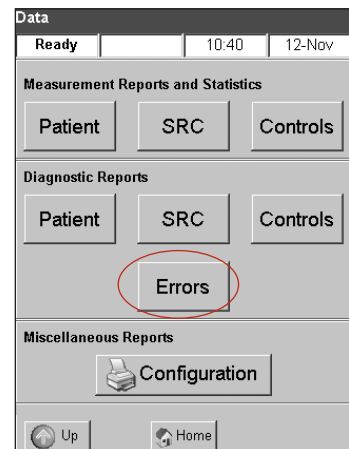 Data
Ready 10:40 12-Nov
Measurement Reports and Statistics
Patient SRC Controls
Diagnostic Reports
Patient SRC Controls
Errors
Miscellaneous Reports
Configuration
Up Home